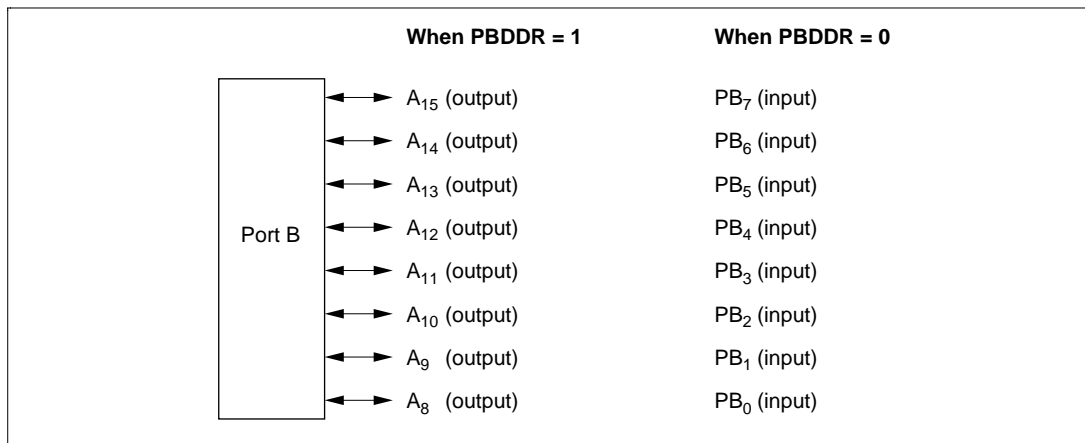 When PBDDR = 1 When PBDDR = 0
A15 (output) PB7 (input)
A14 (output) PB6 (input)
A13 (output) PB5 (input)
Port B A12 (output) PB4 (input)
A11 (output) PB3 (input)
A10 (output) PB2 (input)
A9 (output) PB1 (input)
A8 (output) PB0 (input)